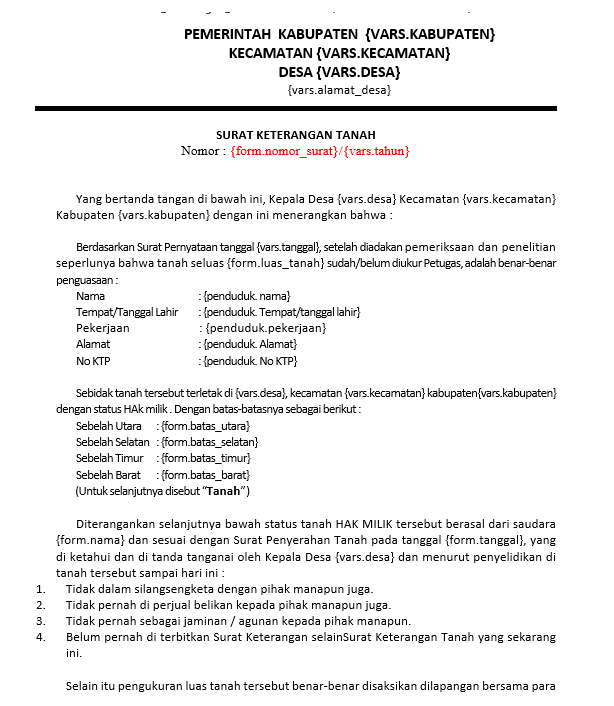 PEMERINTAH KABUPATEN {VARS.KABUPATEN}
KECAMATAN {VARS.KECAMATAN}
DESA {VARS.DESA}
{vars.alamat_desa}
SURAT KETERANGAN TANAH
Nomor : {form.nomor_surat}/{vars.tahun}
Yang bertanda tangan di bawah ini, Kepala Desa {vars.desa} Kecamatan {vars.kecamatan}
Kabupaten {vars.kabupaten} dengan ini menerangkan bahwa :
Berdasarkan Surat Pernyataan tanggal {vars.tanggal}, setelah diadakan pemeriksaan dan penelitian
seperlunya bahwa tanah seluas {form.luas_tanah} sudah/belum diukur Petugas, adalah benar-benar
penguasaan :
Nama : {penduduk. nama}
Tempat/Tanggal Lahir : {penduduk. Tempat/tanggal lahir}
Pekerjaan : {penduduk.pekerjaan}
Alamat : {penduduk. Alamat}
No KTP : {penduduk. No KTP}
Sebidak tanah tersebut terletak di {vars.desa}, kecamatan {vars.kecamatan} kabupaten{vars.kabupaten}
dengan status HAk milik . Dengan batas-batasnya sebagai berikut :
Sebelah Utara : {form.batas_utara}
Sebelah Selatan : {form.batas_selatan}
Sebelah Timur : {form.batas_timur}
Sebelah Barat : {form.batas_barat}
(Untuk selanjutnya disebut “Tanah”)
Diterangankan selanjutnya bawah status tanah HAK MILIK tersebut berasal dari saudara
{form.nama} dan sesuai dengan Surat Penyerahan Tanah pada tanggal {form.tanggal}, yang
di ketahui dan di tanda tanganai oleh Kepala Desa {vars.desa} dan menurut penyelidikan di
tanah tersebut sampai hari ini :
1. Tidak dalam silangsengketa dengan pihak manapun juga.
2. Tidak pernah di perjual belikan kepada pihak manapun juga.
3. Tidak pernah sebagai jaminan / agunan kepada pihak manapun.
4. Belum pernah di terbitkan Surat Keterangan selainSurat Keterangan Tanah yang sekarang
ini.
Selain itu pengukuran luas tanah tersebut benar-benar disaksikan dilapangan bersama para